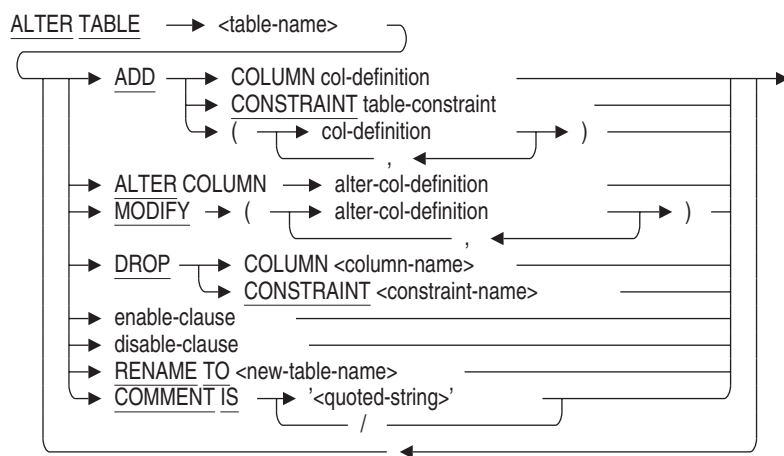 ALTER TABLE <table-name>
ADD COLUMN col-definition
CONSTRAINT table-constraint
( col-definition )
,
ALTER COLUMN alter-col-definition
MODIFY ( alter-col-definition )
,
DROP COLUMN <column-name>
CONSTRAINT <constraint-name>
enable-clause
disable-clause
RENAME TO <new-table-name>
COMMENT IS '<quoted-string>'
/